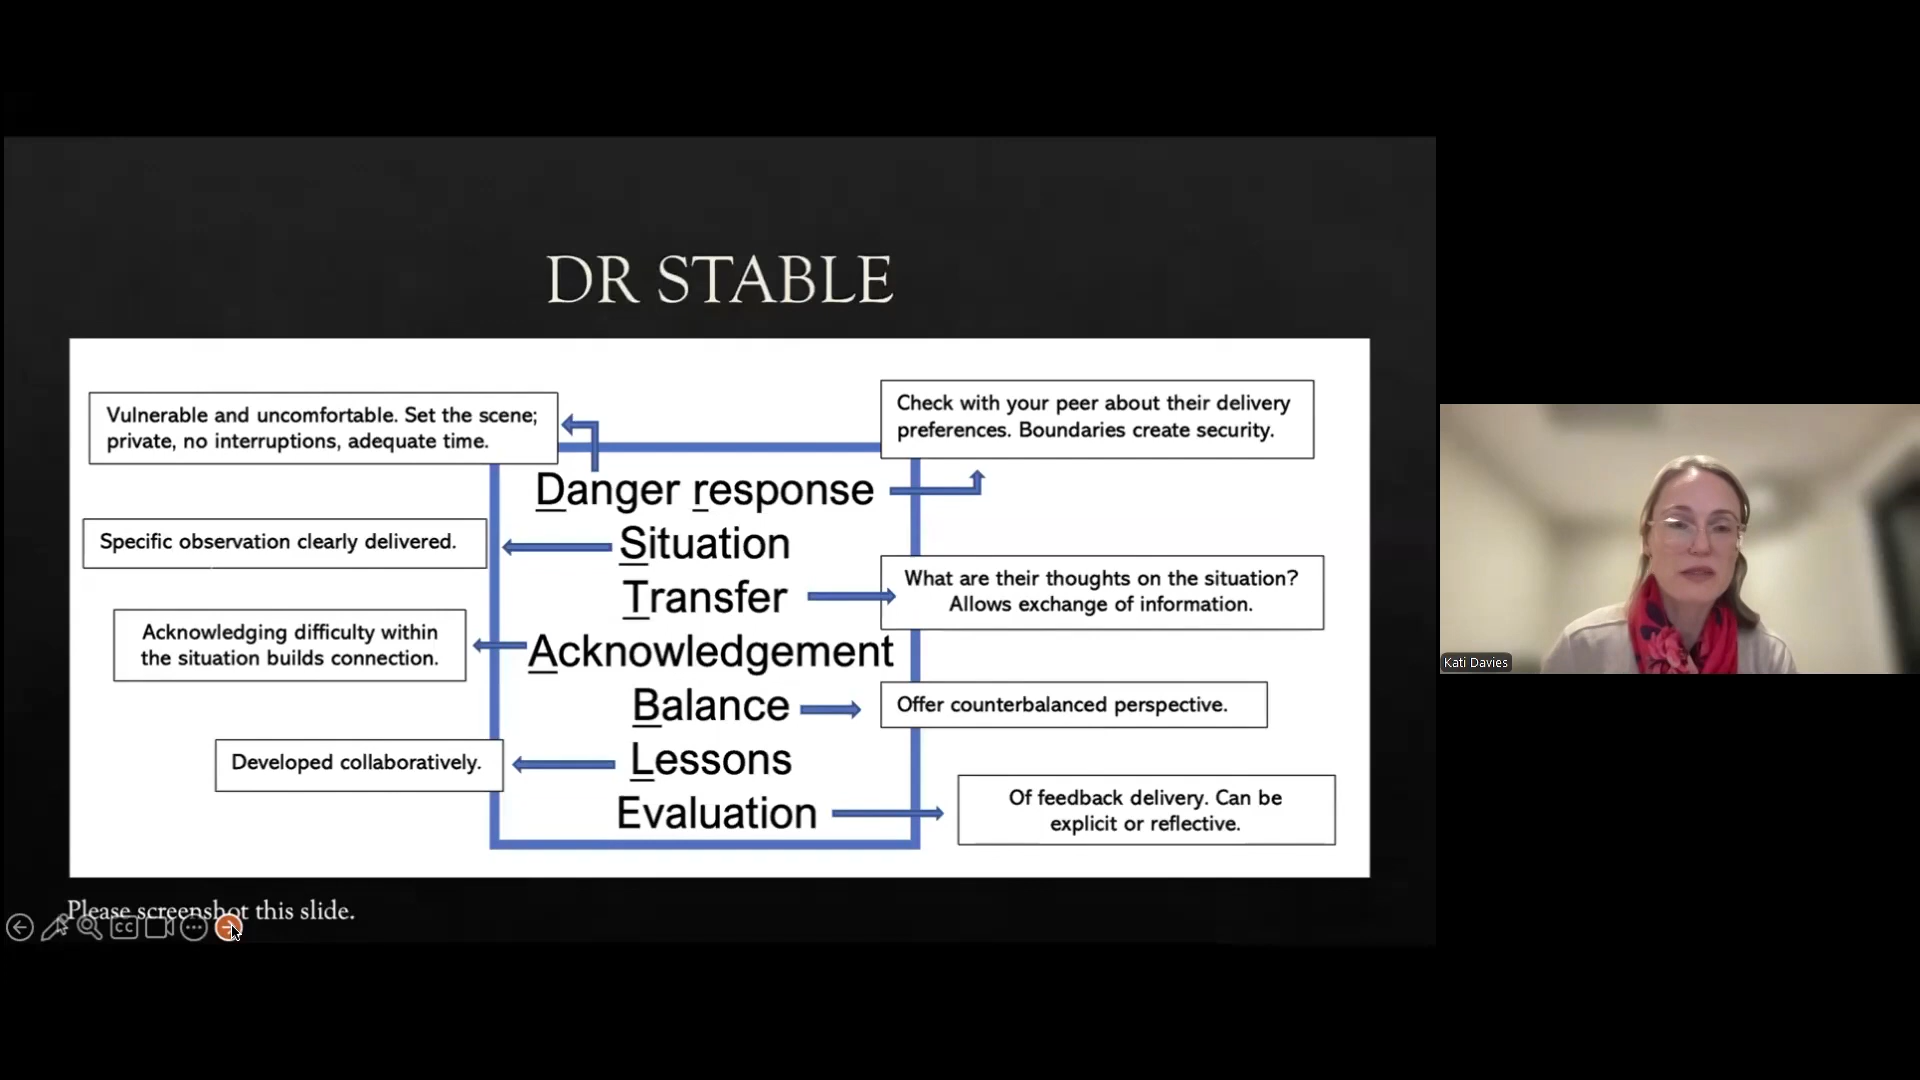 DR STABLE
Vulnerable and uncomfortable. Set the scene;
private, no interruptions, adequate time.
Check with your peer about their delivery
preferences. Boundaries create security.
Danger response
Specific observation clearly delivered.
Situation
Transfer
What are their thoughts on the situation?
Allows exchange of information.
Acknowledging difficulty within
the situation builds connection.
Acknowledgement
Balance
Offer counterbalanced perspective.
Developed collaboratively.
Lessons
Evaluation
Of feedback delivery. Can be
explicit or reflective.
Please screenshot this slide.
CC
Kati Davies